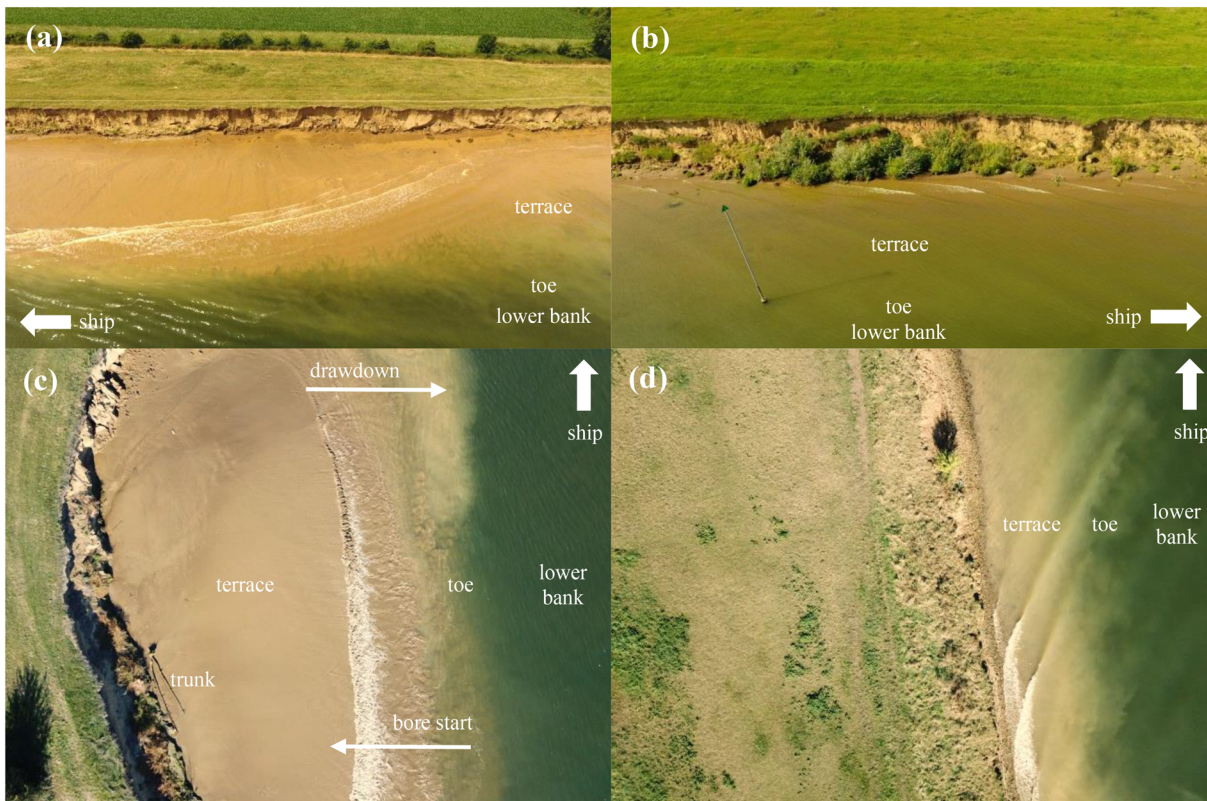 (a)
terrace
toe
lower bank
ship
(b)
terrace
toe
lower bank
ship
(c)
drawdown
ship
terrace
toe
lower
bank
trunk
bore start
(d)
ship
terrace
toe
lower
bank